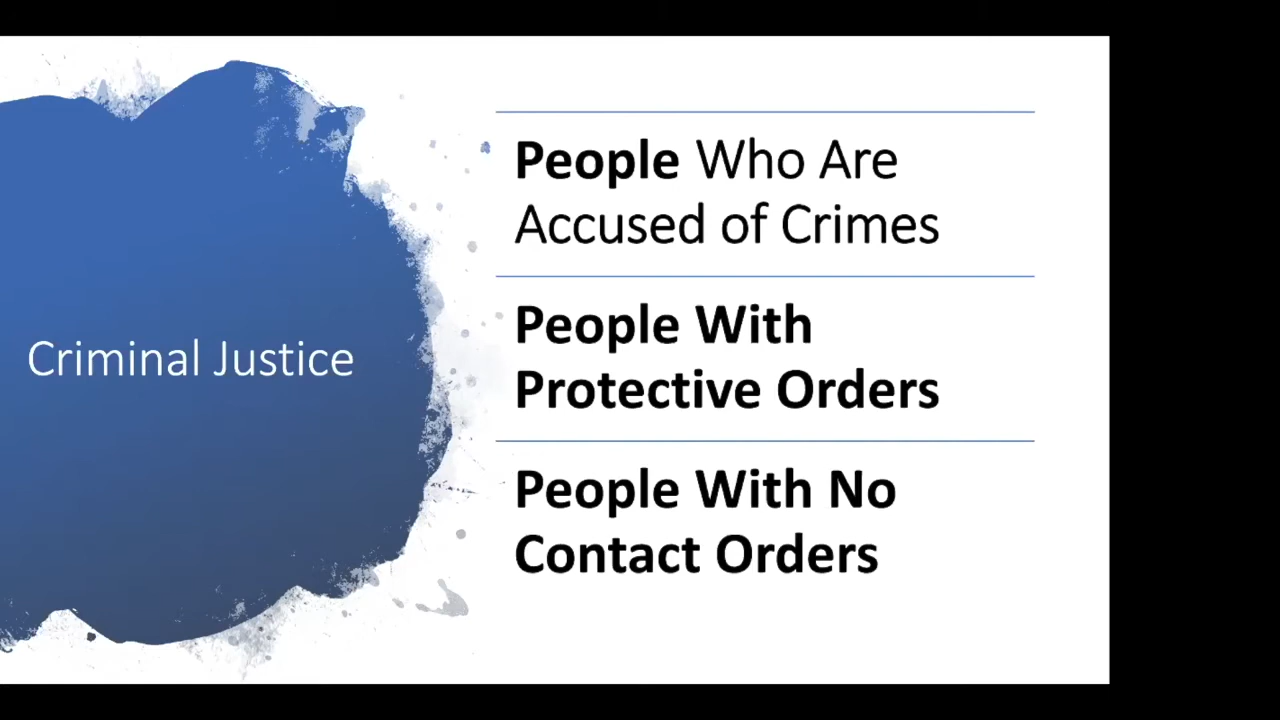 Criminal Justice
People Who Are
Accused of Crimes
People With
Protective Orders
People With No
Contact Orders